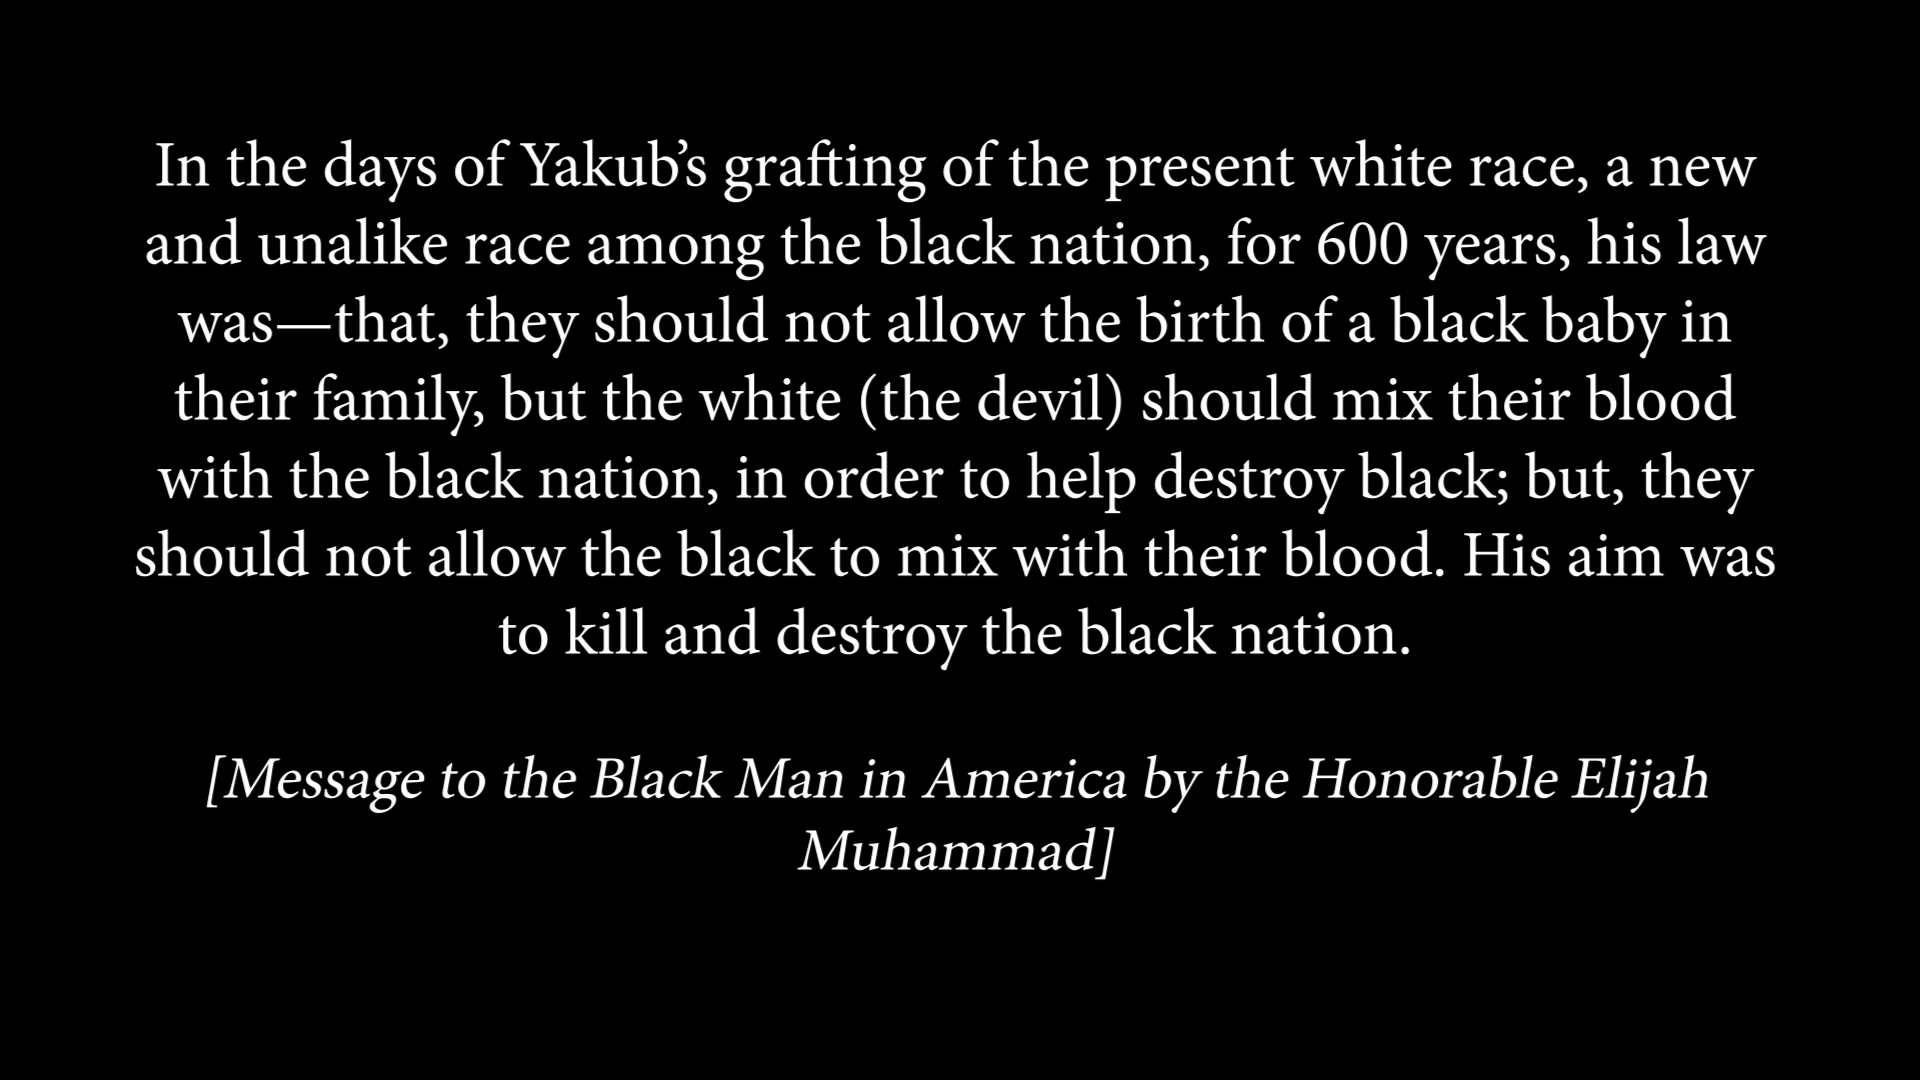 In the days of Yakub’s grafting of the present white race, a new
and unalike race among the black nation, for 600 years, his law
was—that, they should not allow the birth of a black baby in
their family, but the white (the devil) should mix their blood
with the black nation, in order to help destroy black; but, they
should not allow the black to mix with their blood. His aim was
to kill and destroy the black nation.
[Message to the Black Man in America by the Honorable Elijah
Muhammad]